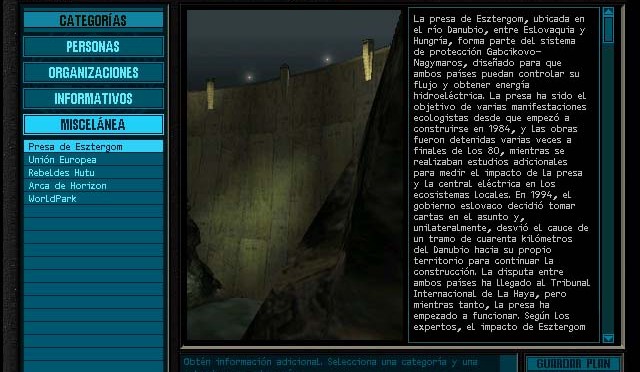 CATEGORÍAS
PERSONAS
ORGANIZACIONES
INFORMATIVOS
MISCELÁNEA
Presa de Esztergom
Unión Europea
Rebeldes Hutu
Arca de Horizon
WorldPark
La presa de Esztergom, ubicada en
el río Danubio, entre Eslovaquia y
Hungría, forma parte del sistema
de protección Gabcikovo-
Nagymaros, diseñado para que
ambos países puedan controlar su
flujo y obtener energía
hidroeléctrica. La presa ha sido el
objetivo de varias manifestaciones
ecologistas desde que empezó a
construirse en 1984, y las obras
fueron detenidas varias veces a
finales de los 80, mientras se
realizaban estudios adicionales
para medir el impacto de la presa
y la central eléctrica en los
ecosistemas locales. En 1994, el
gobierno eslovaco decidió tomar
cartas en el asunto y,
unilateralmente, desvió el cauce de
un tramo de cuarenta kilómetros
del Danubio hacia su propio
territorio para continuar la
construcción. La disputa entre
ambos países ha llegado al Tribunal
Internacional de La Haya, pero
mientras tanto, la presa ha
empezado a funcionar. Según los
expertos, el impacto de Esztergom
Obtén información adicional. Selecciona una categoría y una
GUARDAR PLAN